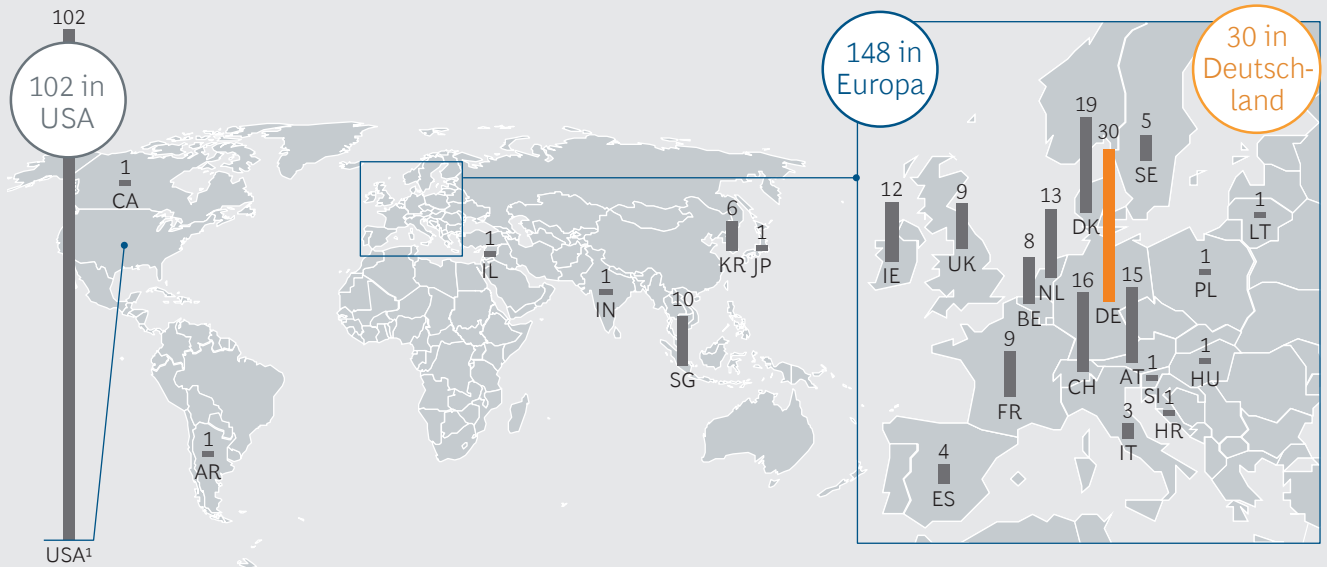 102
102 in
USA
USA¹
1
CA
1
AR
1
IL
1
IN
10
SG
6
KR
1
JP
148 in
Europa
30 in
Deutsch-
land
12
IE
9
UK
8
BE
13
NL
19
DK
30
DE
5
SE
1
LT
1
PL
16
CH
15
AT
9
FR
1
SI
1
HU
1
HR
3
IT
4
ES